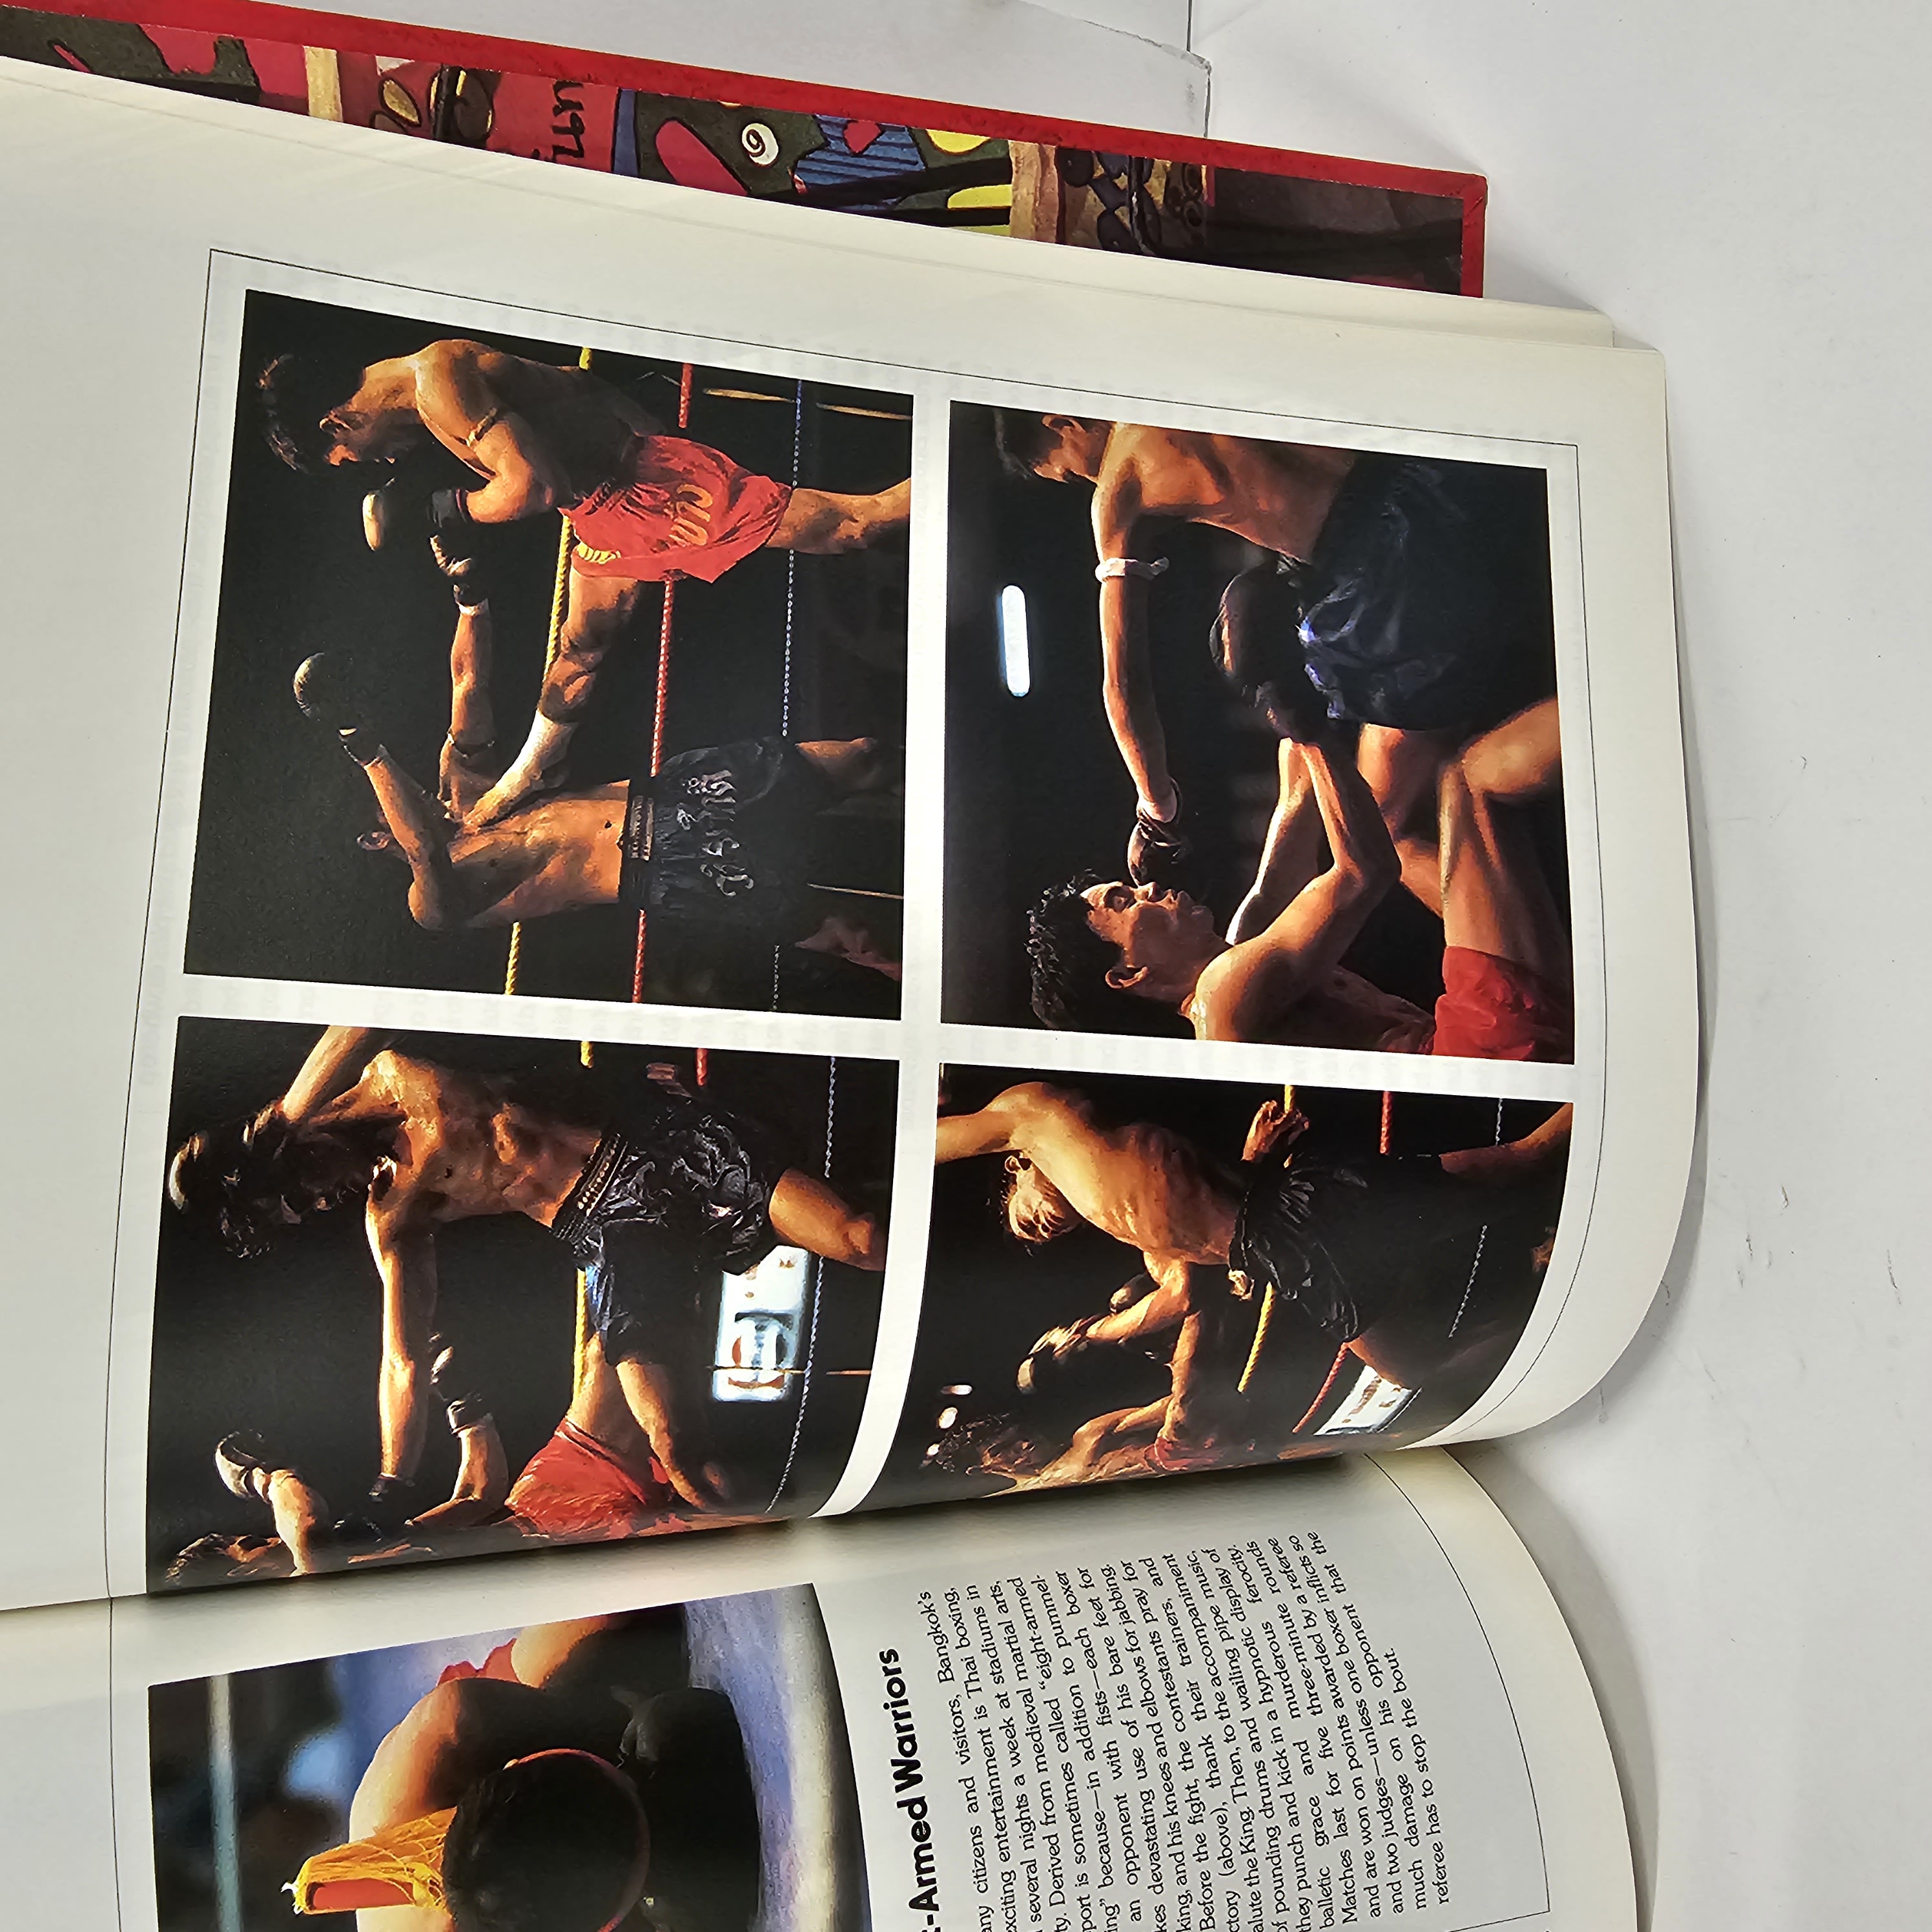 t-Armed Warriors
any citizens and visitors, Bangkok's
exciting entertainment is Thai boxing,
several nights a week at stadiums in
ty. Derived from medieval martial arts,
port is sometimes called “eight-armed
ing” because—in addition to pummel-
an opponent with fists—each boxer
kes devastating use of his bare feet for
king, and his knees and elbows for jabbing.
Before the fight, the contestants pray for
ctory (above), thank their trainers, and
alute the King. Then, to the accompaniment
of pounding drums and wailing pipe music,
they punch and kick in a hypnotic display of
balletic grace and murderous ferocity.
Matches last for five three-minute rounds
and are won on points awarded by a referee
and two judges—unless one boxer inflicts so
much damage on his opponent that the
referee has to stop the bout.